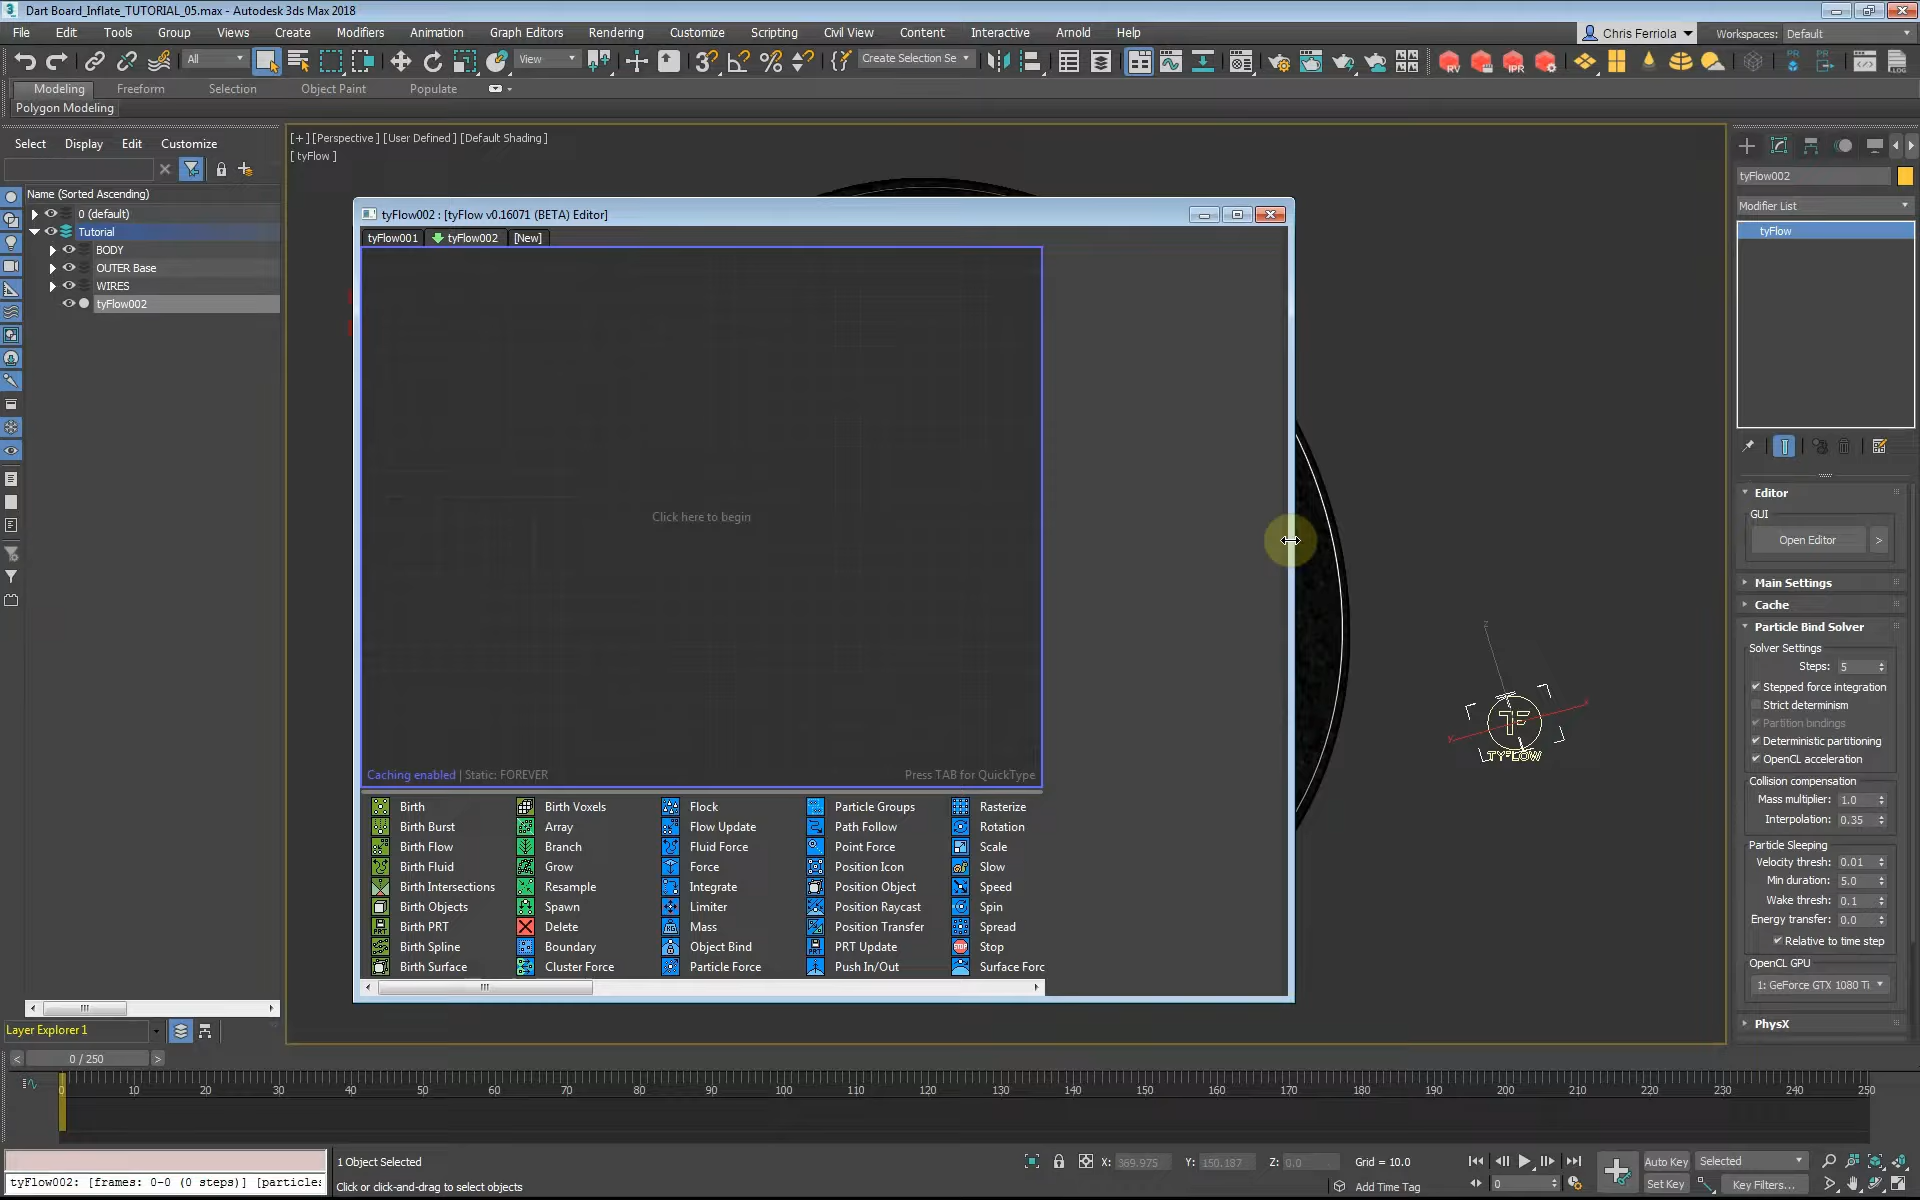 Dart Board_Inflate_TUTORIAL_05.max - Autodesk 3ds Max 2018
File Edit Tools Group Views Create Modifiers Animation Graph Editors Rendering Customize Scripting Civil View Content Interactive Arnold Help
Chris Ferriola Workspaces: Default
All View Create Selection Se
Modeling Freeform Selection Object Paint Populate
Polygon Modeling
Select Display Edit Customize
[+] [Perspective ] [User Defined ] [Default Shading ]
[ tyFlow ]
Name (Sorted Ascending)
0 (default)
Tutorial
BODY
OUTER Base
WIRES
tyFlow002
tyFlow002 : [tyFlow v0.16071 (BETA) Editor]
tyFlow001 tyFlow002 [New]
Click here to begin
Caching enabled | Static: FOREVER Press TAB for QuickType
Birth Birth Voxels Flock Particle Groups Rasterize
Birth Burst Array Flow Update Path Follow Rotation
Birth Flow Branch Fluid Force Point Force Scale
Birth Fluid Grow Force Position Icon Slow
Birth Intersections Resample Integrate Position Object Speed
Birth Objects Spawn Limiter Position Raycast Spin
Birth PRT Delete Mass Position Transfer Spread
Birth Spline Boundary Object Bind PRT Update Stop
Birth Surface Cluster Force Particle Force Push In/Out Surface Forc
TYFLOW
tyFlow002
Modifier List
tyFlow
Editor
GUI
Open Editor >
Main Settings
Cache
Particle Bind Solver
Solver Settings
Steps: 5
Stepped force integration
Strict determinism
Partition bindings
Deterministic partitioning
OpenCL acceleration
Collision compensation
Mass multiplier: 1.0
Interpolation: 0.35
Particle Sleeping
Velocity thresh: 0.01
Min duration: 5.0
Wake thresh: 0.1
Energy transfer: 0.0
Relative to time step
OpenCL GPU
1: GeForce GTX 1080 Ti
PhysX
Layer Explorer 1
< 0 / 250 >
0 10 20 30 40 50 60 70 80 90 100 110 120 130 140 150 160 170 180 190 200 210 220 230 240 250
1 Object Selected X: 369.975 Y: 150.187 Z: 0.0 Grid = 10.0 Auto Key Selected
tyFlow002: [frames: 0-0 (0 steps)] [particles: Click or click-and-drag to select objects Add Time Tag 0 Set Key Key Filters...